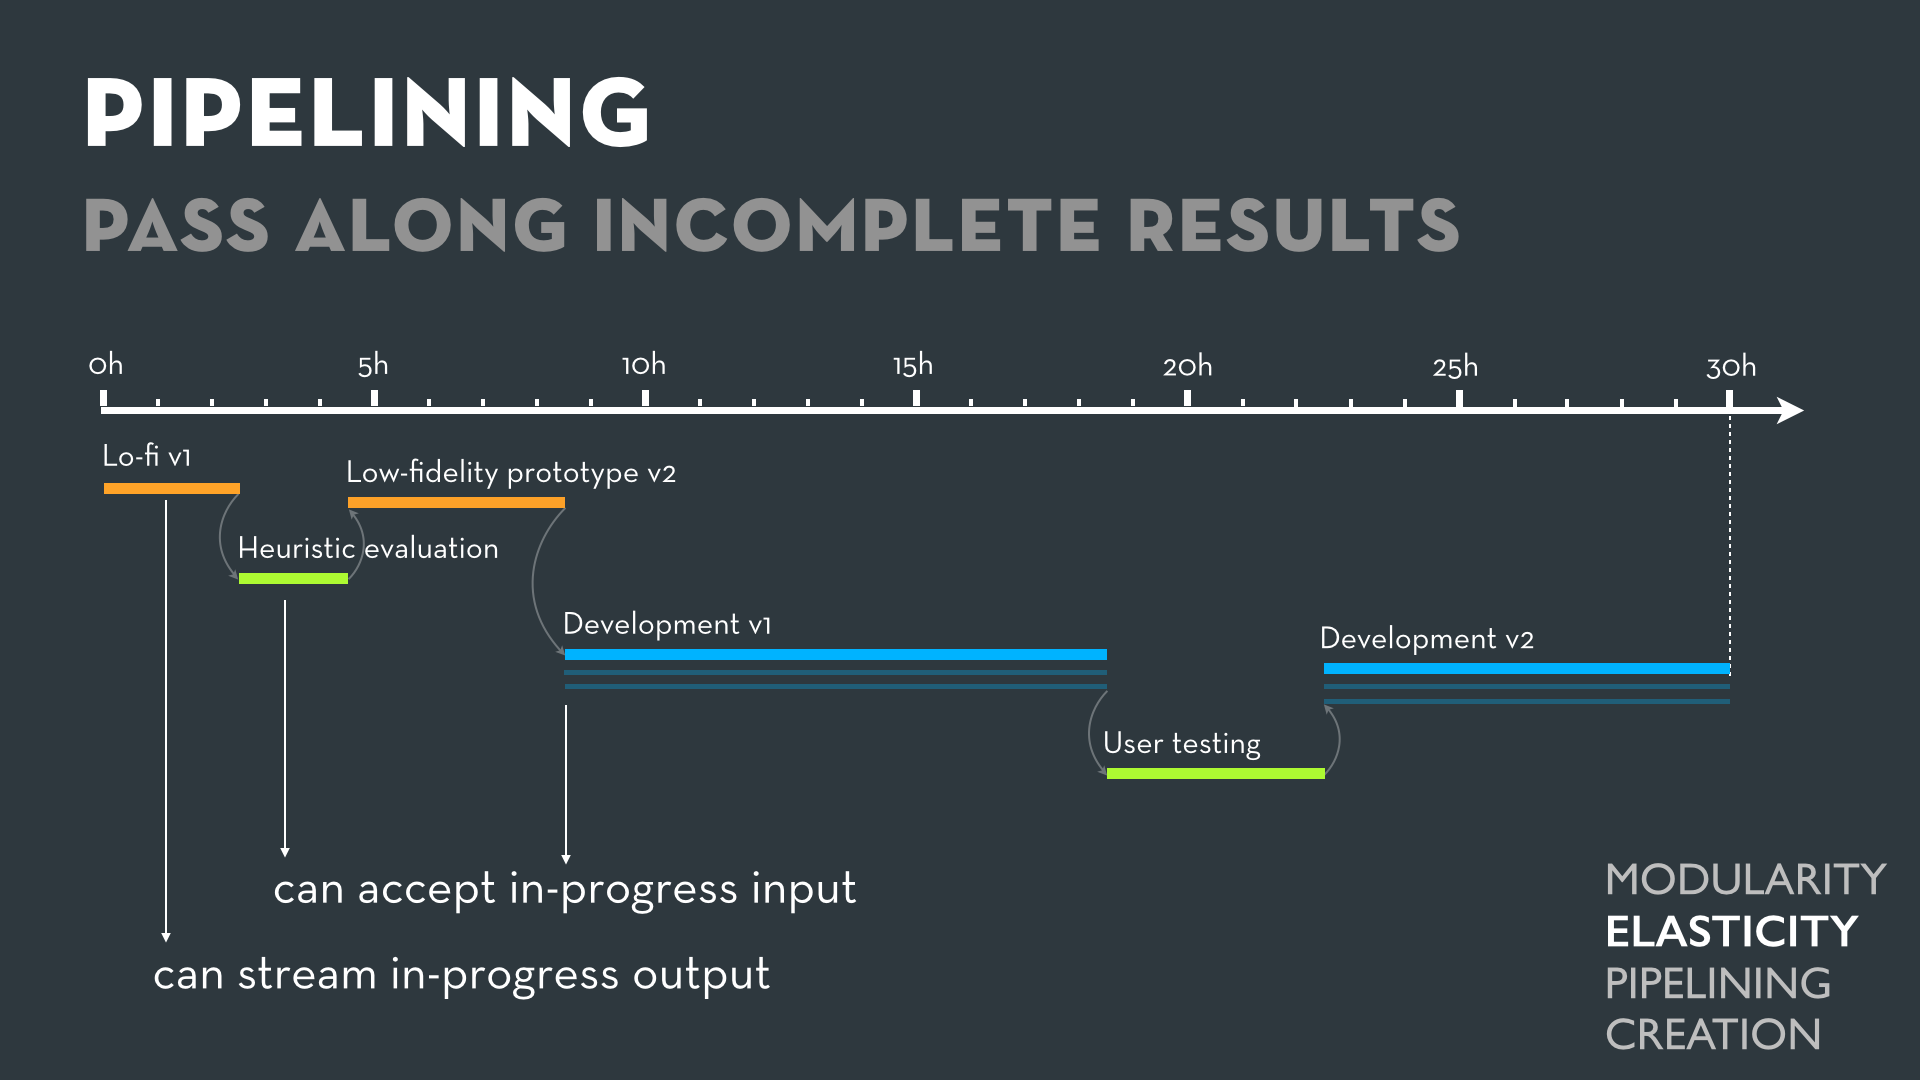 PIPELINING
PASS ALONG INCOMPLETE RESULTS
0h 5h 10h 15h 20h 25h 30h
Lo-fi v1
Low-fidelity prototype v2
Heuristic evaluation
Development v1
Development v2
User testing
can accept in-progress input
can stream in-progress output
MODULARITY
ELASTICITY
PIPELINING
CREATION